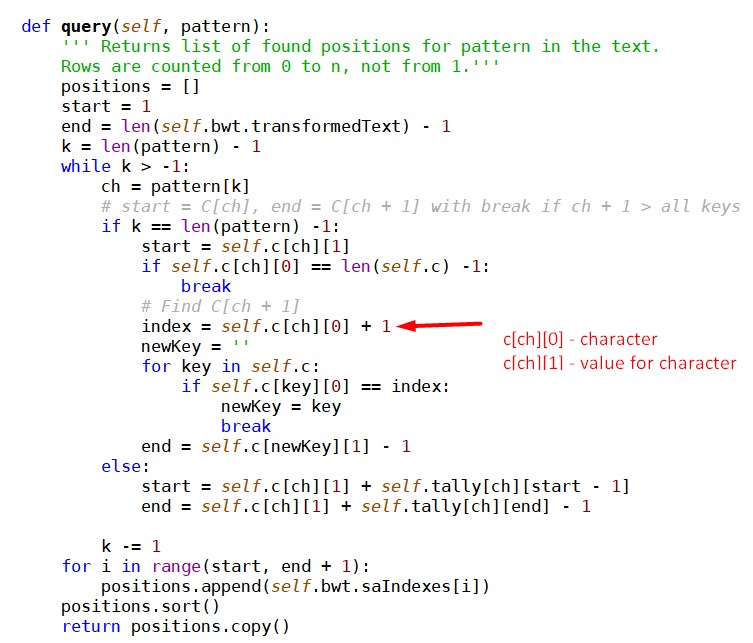 def query(self, pattern):
    ''' Returns list of found positions for pattern in the text.
    Rows are counted from 0 to n, not from 1.'''
    positions = []
    start = 1
    end = len(self.bwt.transformedText) - 1
    k = len(pattern) - 1
    while k > -1:
        ch = pattern[k]
        # start = C[ch], end = C[ch + 1] with break if ch + 1 > all keys
        if k == len(pattern) -1:
            start = self.c[ch][1]
            if self.c[ch][0] == len(self.c) -1:
                break
            # Find C[ch + 1]
            index = self.c[ch][0] + 1
            c[ch][0] - character
            newKey = ''
            c[ch][1] - value for character
            for key in self.c:
                if self.c[key][0] == index:
                    newKey = key
                    break
            end = self.c[newKey][1] - 1
        else:
            start = self.c[ch][1] + self.tally[ch][start - 1]
            end = self.c[ch][1] + self.tally[ch][end] - 1
        k -= 1
    for i in range(start, end + 1):
        positions.append(self.bwt.saIndexes[i])
    positions.sort()
    return positions.copy()